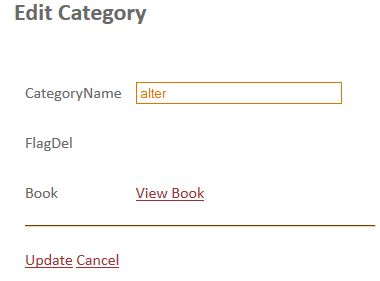 Edit Category
CategoryName alter
FlagDel
Book View Book
Update Cancel